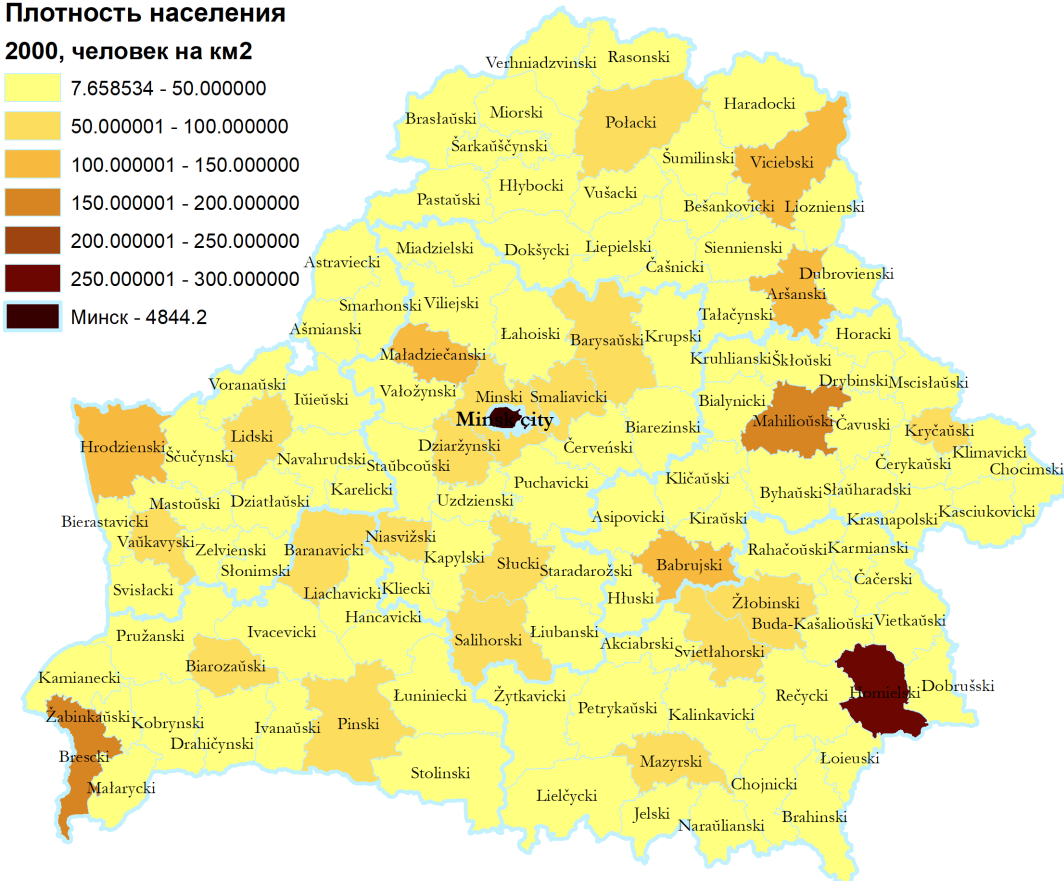 Плотность населения
2000, человек на км2
7.658534 - 50.000000
50.000001 - 100.000000
100.000001 - 150.000000
150.000001 - 200.000000
200.000001 - 250.000000
250.000001 - 300.000000
Минск - 4844.2
Verhniadzvinski
Rasonski
Brasłaŭski
Miorski
Połacki
Haradocki
Šarkaŭščynski
Šumilinski
Viciebski
Pastaŭski
Hłybocki
Vušacki
Bešankovicki
Lioznienski
Miadzielski
Dokšycki
Liepielski
Siennienski
Astraviecki
Čašnicki
Dubrovienski
Smarhonski
Viliejski
Aršanski
Ašmianski
Łahoiski
Barysaŭski
Krupski
Tałačynski
Horacki
Maładziečanski
Kruhlianski
Škłoŭski
Voranaŭski
Iŭieŭski
Vałožynski
Minski
Smaliavicki
Drybinski
Mscisłaŭski
Bialynicki
Minsk city
Mahilioŭski
Čavuski
Biarezinski
Kryčaŭski
Hrodzienski
Lidski
Ščučynski
Navahrudski
Dziaržynski
Červeński
Klimavicki
Staŭbcoŭski
Čerykaŭski
Chocimski
Karelicki
Puchavicki
Kličaŭski
Mastoŭski
Dziatłaŭski
Uzdzienski
Byhaŭski
Słaŭharadski
Bierastavicki
Asipovicki
Kiraŭski
Krasnapolski
Kasciukovicki
Vaŭkavyski
Zelvienski
Baranavicki
Niasvižski
Kapylski
Słucki
Staradarožski
Babrujski
Rahačoŭski
Karmianski
Słonimski
Čačerski
Svisłacki
Liachavicki
Kliecki
Hłuski
Žłobinski
Hancavicki
Buda-Kašalioŭski
Vietkaŭski
Pružanski
Ivacevicki
Salihorski
Liubanski
Akciabrski
Svietłahorski
Biarozaŭski
Kamianecki
Łuniniecki
Žytkavicki
Rečycki
Homielski
Dobrušski
Žabinkaŭski
Kobrynski
Ivanaŭski
Pinski
Petrykaŭski
Kalinkavicki
Drahičynski
Brescki
Stolinski
Mazyrski
Łoieuski
Małarycki
Lielčycki
Chojnicki
Jelski
Naraŭlianski
Brahinski